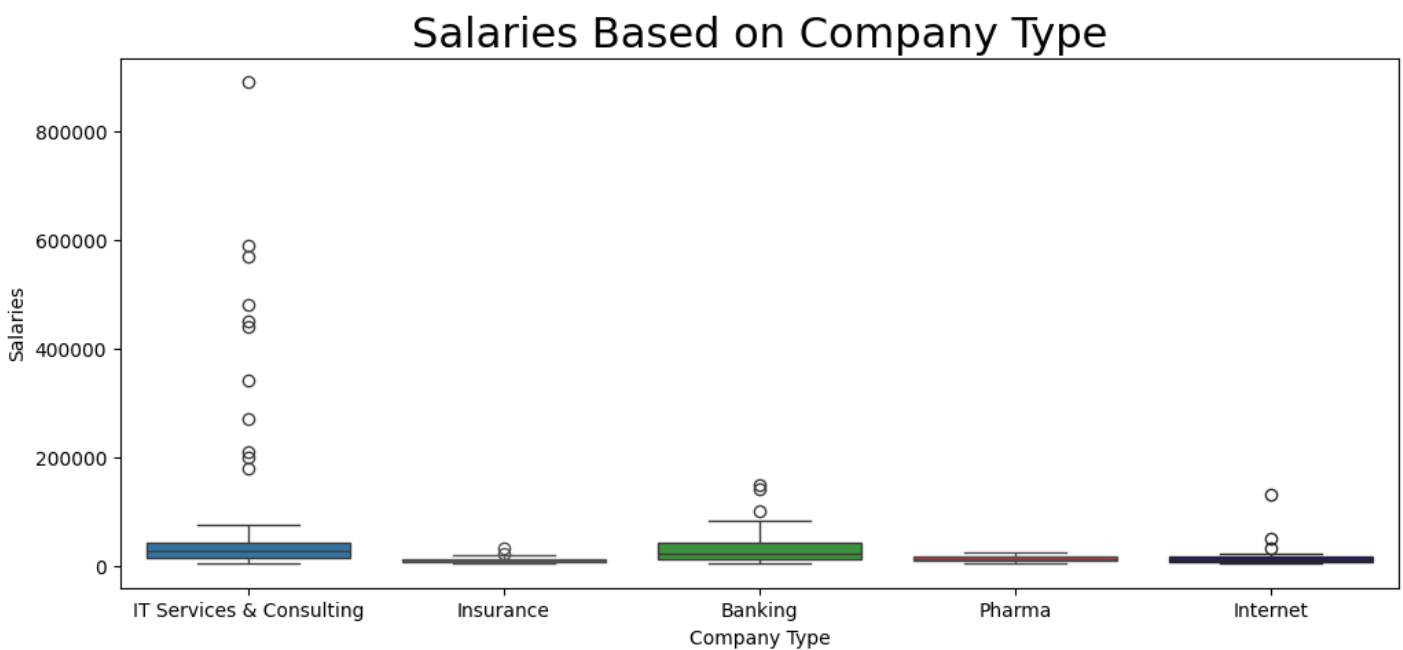 Salaries Based on Company Type
800000
600000
400000
200000
0
Salaries
IT Services & Consulting
Insurance
Banking
Pharma
Internet
Company Type